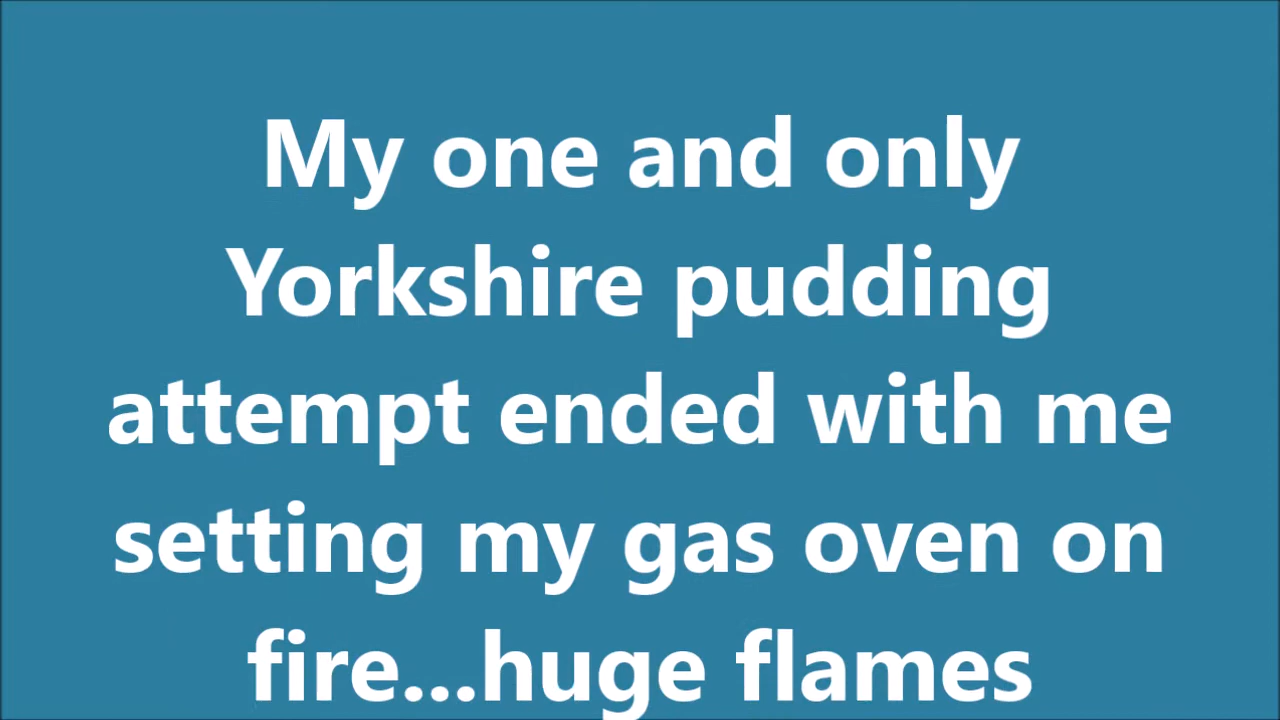 My one and only
Yorkshire pudding
attempt ended with me
setting my gas oven on
fire...huge flames